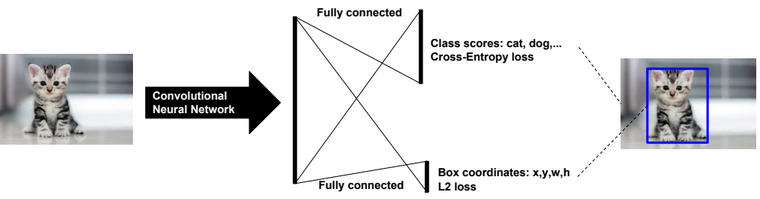 Fully connected
Class scores: cat, dog,...
Cross-Entropy loss
Convolutional
Neural Network
Box coordinates: x,y,w,h
L2 loss
Fully connected